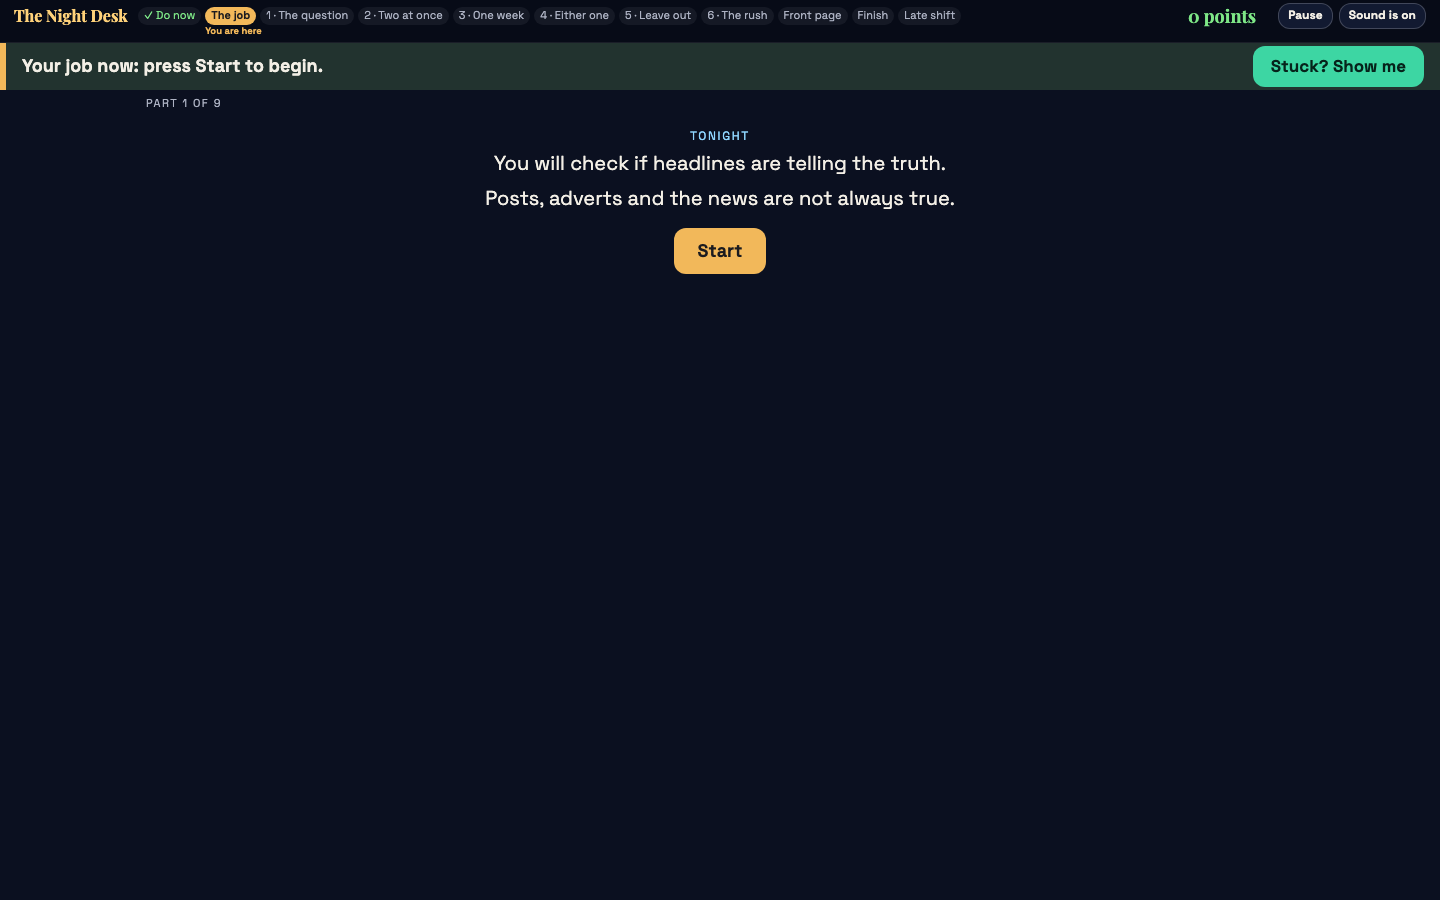 The Night Desk
✓ Do now
The job
1 · The question
2 · Two at once
3 · One week
4 · Either one
5 · Leave out
6 · The rush
Front page
Finish
Late shift
0 points
Pause
Sound is on
You are here
Your job now: press Start to begin.
Stuck? Show me
PART 1 OF 9
TONIGHT
You will check if headlines are telling the truth.
Posts, adverts and the news are not always true.
Start